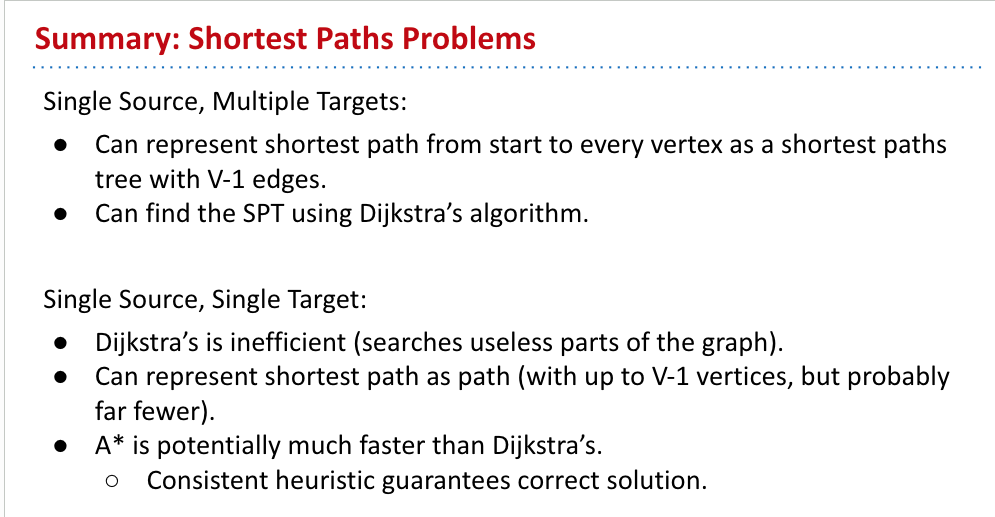 Summary: Shortest Paths Problems
Single Source, Multiple Targets:
● Can represent shortest path from start to every vertex as a shortest paths
tree with V-1 edges.
● Can find the SPT using Dijkstra’s algorithm.
Single Source, Single Target:
● Dijkstra’s is inefficient (searches useless parts of the graph).
● Can represent shortest path as path (with up to V-1 vertices, but probably
far fewer).
● A* is potentially much faster than Dijkstra’s.
○ Consistent heuristic guarantees correct solution.